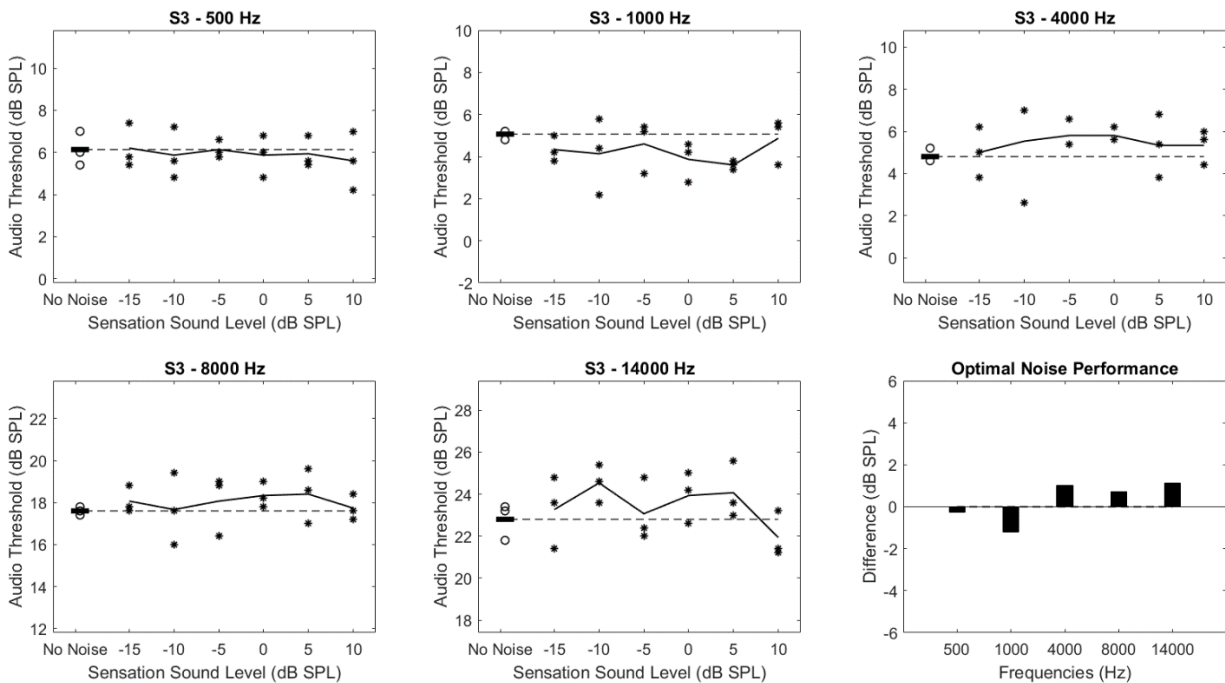 S3 - 500 Hz
Audio Threshold (dB SPL)
10
8
6
4
2
0
No Noise -15 -10 -5 0 5 10
Sensation Sound Level (dB SPL)
S3 - 1000 Hz
Audio Threshold (dB SPL)
10
8
6
4
2
0
-2
No Noise -15 -10 -5 0 5 10
Sensation Sound Level (dB SPL)
S3 - 4000 Hz
Audio Threshold (dB SPL)
10
8
6
4
2
0
No Noise -15 -10 -5 0 5 10
Sensation Sound Level (dB SPL)
S3 - 8000 Hz
Audio Threshold (dB SPL)
22
20
18
16
14
12
No Noise -15 -10 -5 0 5 10
Sensation Sound Level (dB SPL)
S3 - 14000 Hz
Audio Threshold (dB SPL)
28
26
24
22
20
18
No Noise -15 -10 -5 0 5 10
Sensation Sound Level (dB SPL)
Optimal Noise Performance
Difference (dB SPL)
6
4
2
0
-2
-4
-6
500 1000 4000 8000 14000
Frequencies (Hz)